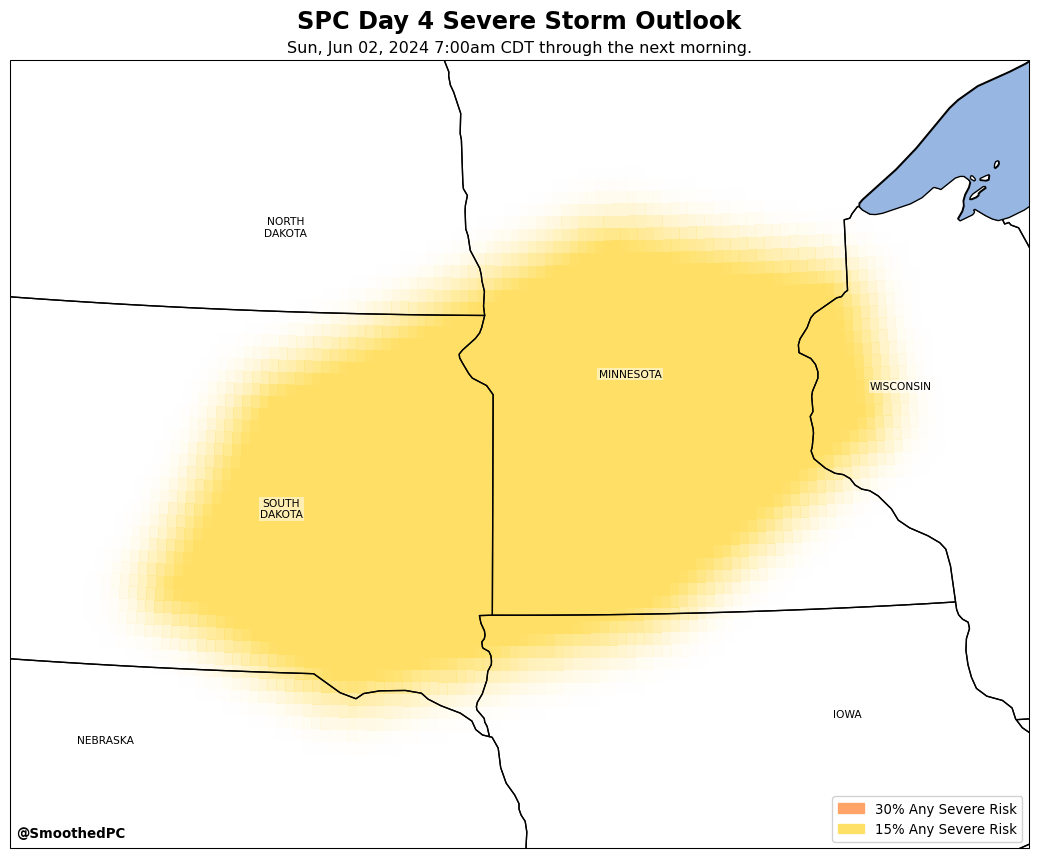 SPC Day 4 Severe Storm Outlook
Sun, Jun 02, 2024 7:00am CDT through the next morning.
NORTH
DAKOTA
MINNESOTA
WISCONSIN
SOUTH
DAKOTA
IOWA
NEBRASKA
30% Any Severe Risk
15% Any Severe Risk
@SmoothedPC